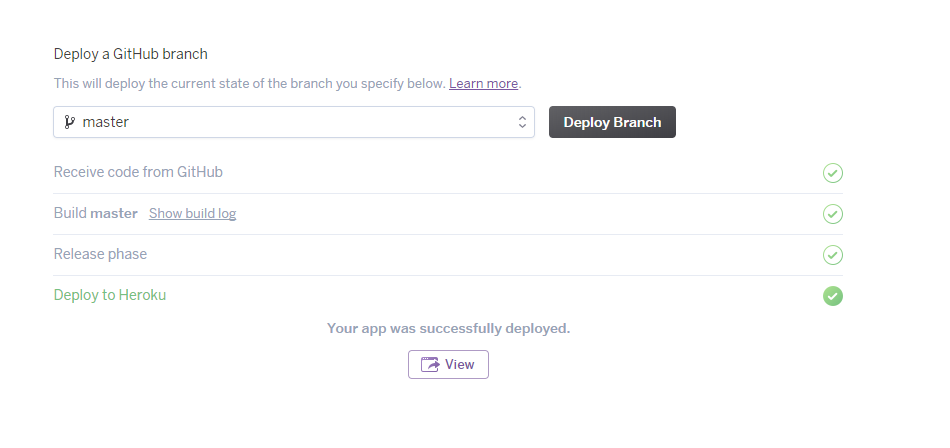 Deploy a GitHub branch
This will deploy the current state of the branch you specify below. Learn more.
master
Deploy Branch
Receive code from GitHub
Build master Show build log
Release phase
Deploy to Heroku
Your app was successfully deployed.
View